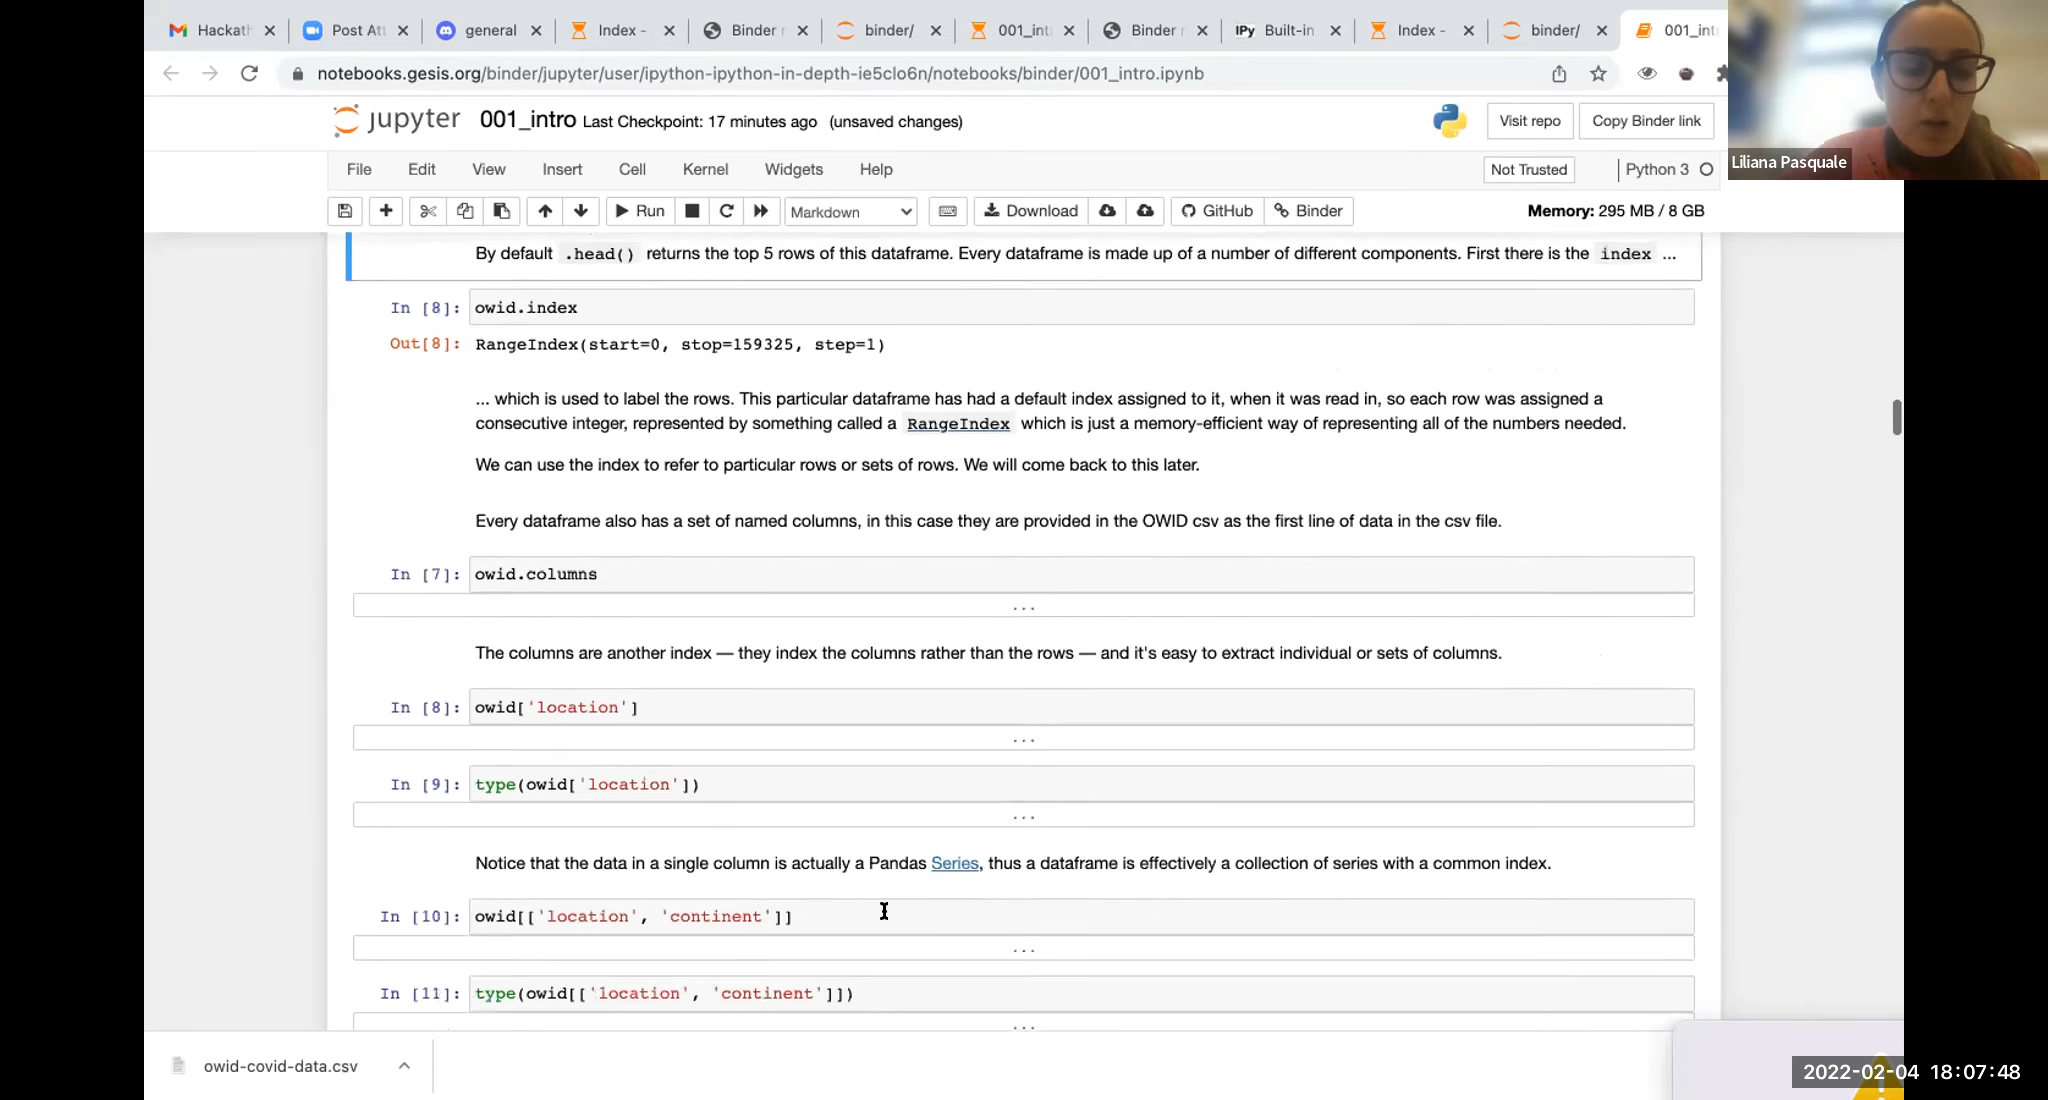 Hackath
Post Att
general
Index -
Binder r
binder/
001_inti
Binder r
IPy Built-in
Index -
binder/
001_inti
notebooks.gesis.org/binder/jupyter/user/ipython-ipython-in-depth-ie5clo6n/notebooks/binder/001_intro.ipynb
jupyter 001_intro Last Checkpoint: 17 minutes ago (unsaved changes)
Visit repo
Copy Binder link
Liliana Pasquale
File Edit View Insert Cell Kernel Widgets Help
Not Trusted
Python 3
Run
Markdown
Download
GitHub
Binder
Memory: 295 MB / 8 GB
By default .head() returns the top 5 rows of this dataframe. Every dataframe is made up of a number of different components. First there is the index ...
In [8]: owid.index
Out[8]: RangeIndex(start=0, stop=159325, step=1)
... which is used to label the rows. This particular dataframe has had a default index assigned to it, when it was read in, so each row was assigned a
consecutive integer, represented by something called a RangeIndex which is just a memory-efficient way of representing all of the numbers needed.
We can use the index to refer to particular rows or sets of rows. We will come back to this later.
Every dataframe also has a set of named columns, in this case they are provided in the OWID csv as the first line of data in the csv file.
In [7]: owid.columns
...
The columns are another index — they index the columns rather than the rows — and it's easy to extract individual or sets of columns.
In [8]: owid['location']
...
In [9]: type(owid['location'])
...
Notice that the data in a single column is actually a Pandas Series, thus a dataframe is effectively a collection of series with a common index.
In [10]: owid[['location', 'continent']]
...
In [11]: type(owid[['location', 'continent']])
...
owid-covid-data.csv
2022-02-04 18:07:48